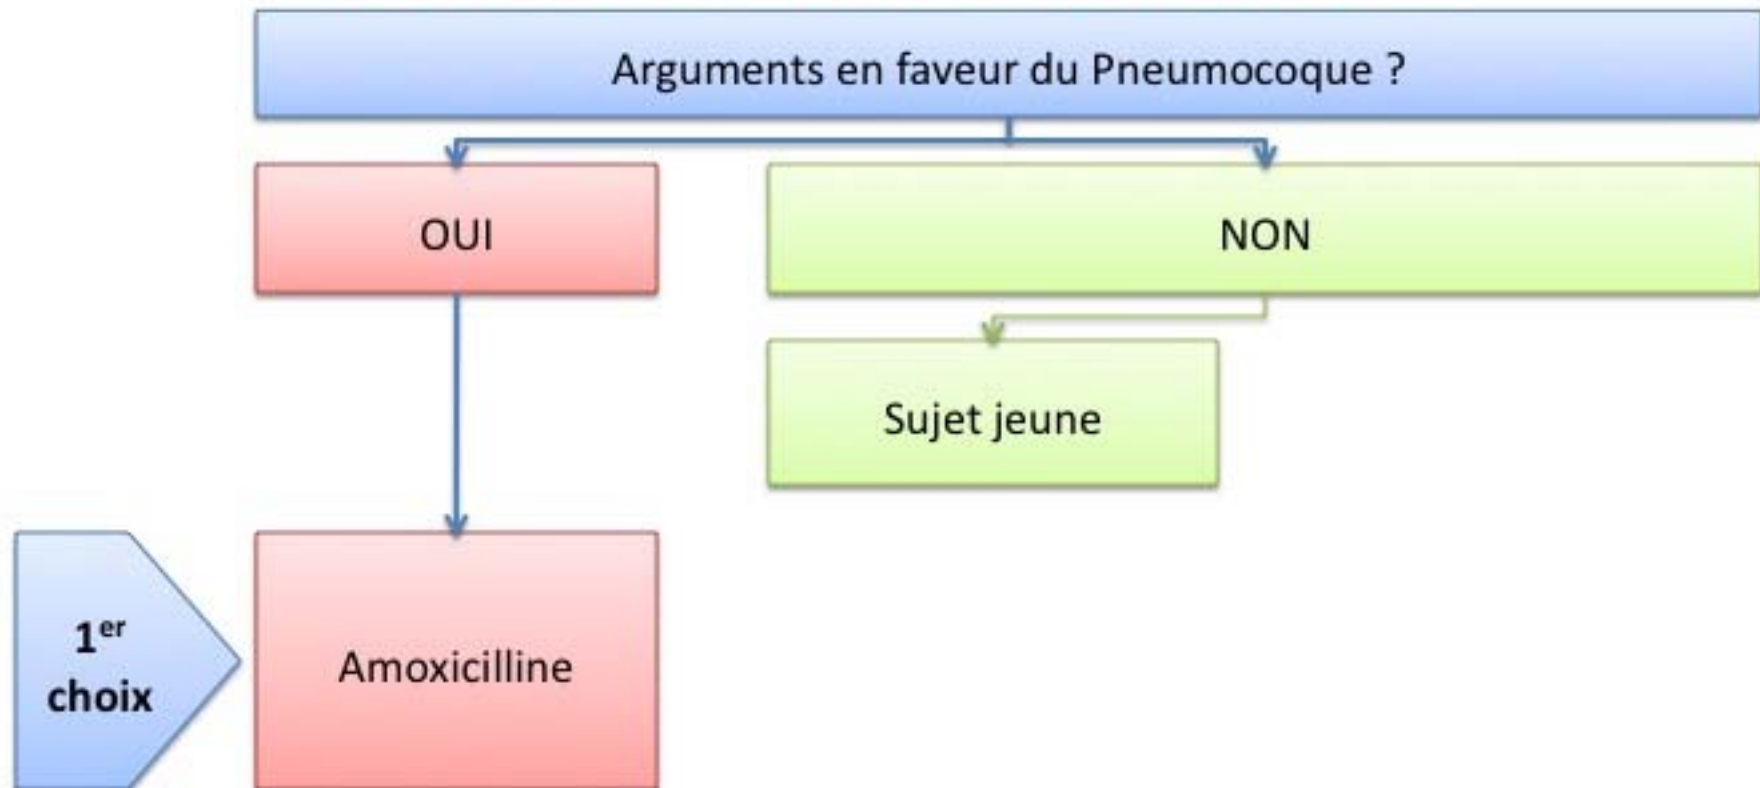 Arguments en faveur du Pneumocoque ?
OUI
NON
Sujet jeune
1er
choix
Amoxicilline